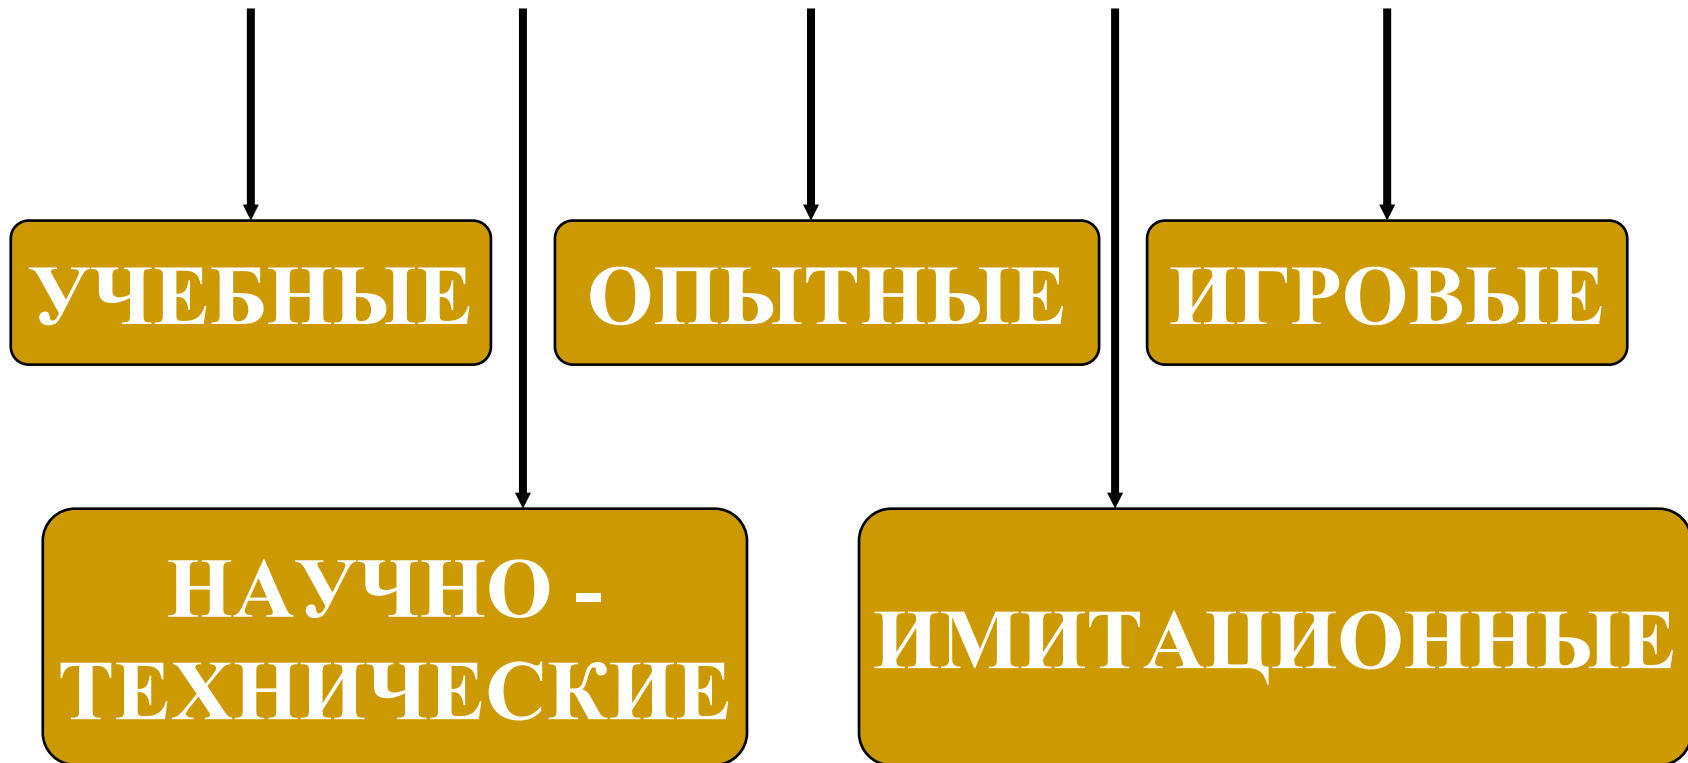 УЧЕБНЫЕ
ОПЫТНЫЕ
ИГРОВЫЕ
НАУЧНО -
ТЕХНИЧЕСКИЕ
ИМИТАЦИОННЫЕ